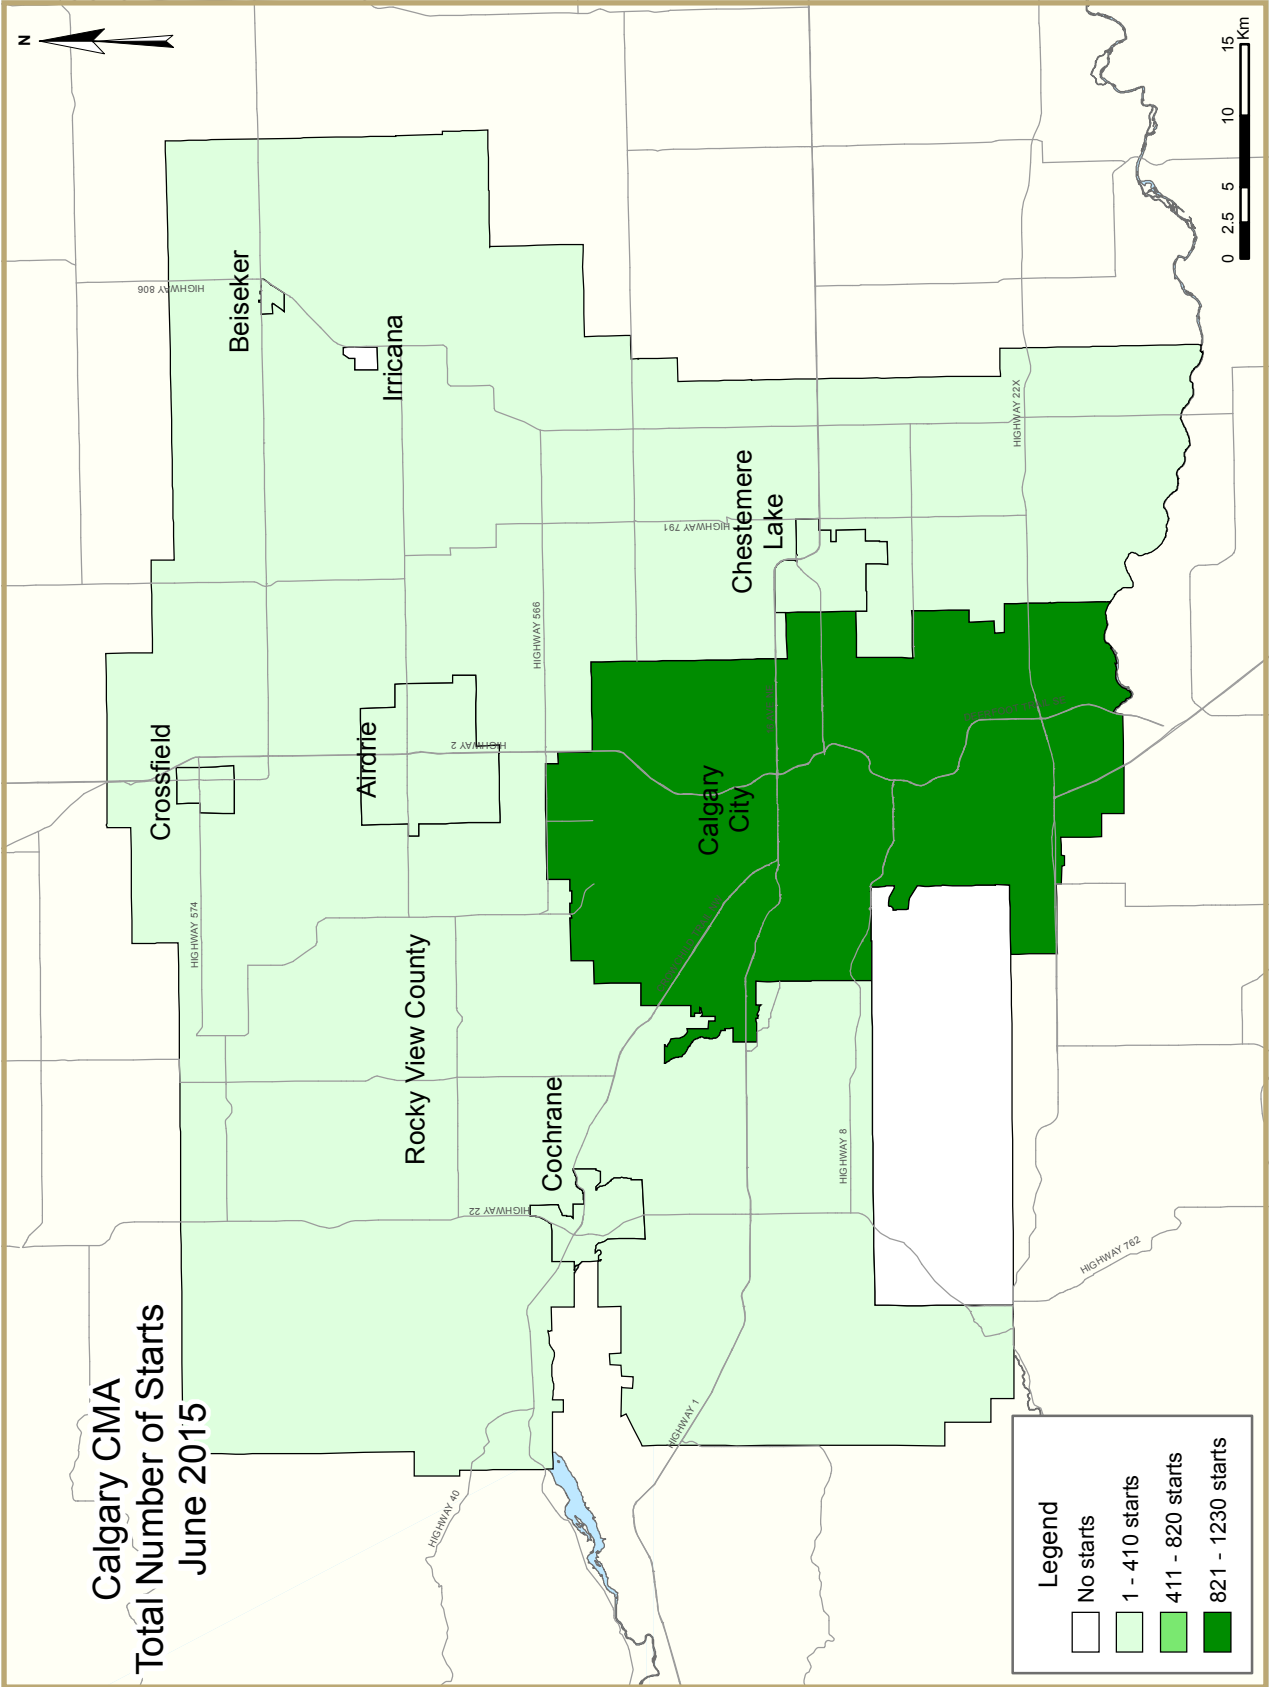 Calgary CMA
Total Number of Starts
June 2015
N
Crossfield
Beiseker
Irricana
Airdrie
Rocky View County
Cochrane
Calgary
City
Chestemere
Lake
HIGHWAY 574
HIGHWAY 806
HIGHWAY 2
HIGHWAY 566
HIGHWAY 791
HIGHWAY 22
HIGHWAY 40
HIGHWAY 1
HIGHWAY 8
HIGHWAY 22X
HIGHWAY 762
Legend
No starts
1 - 410 starts
411 - 820 starts
821 - 1230 starts
0 2.5 5 10 15
Km